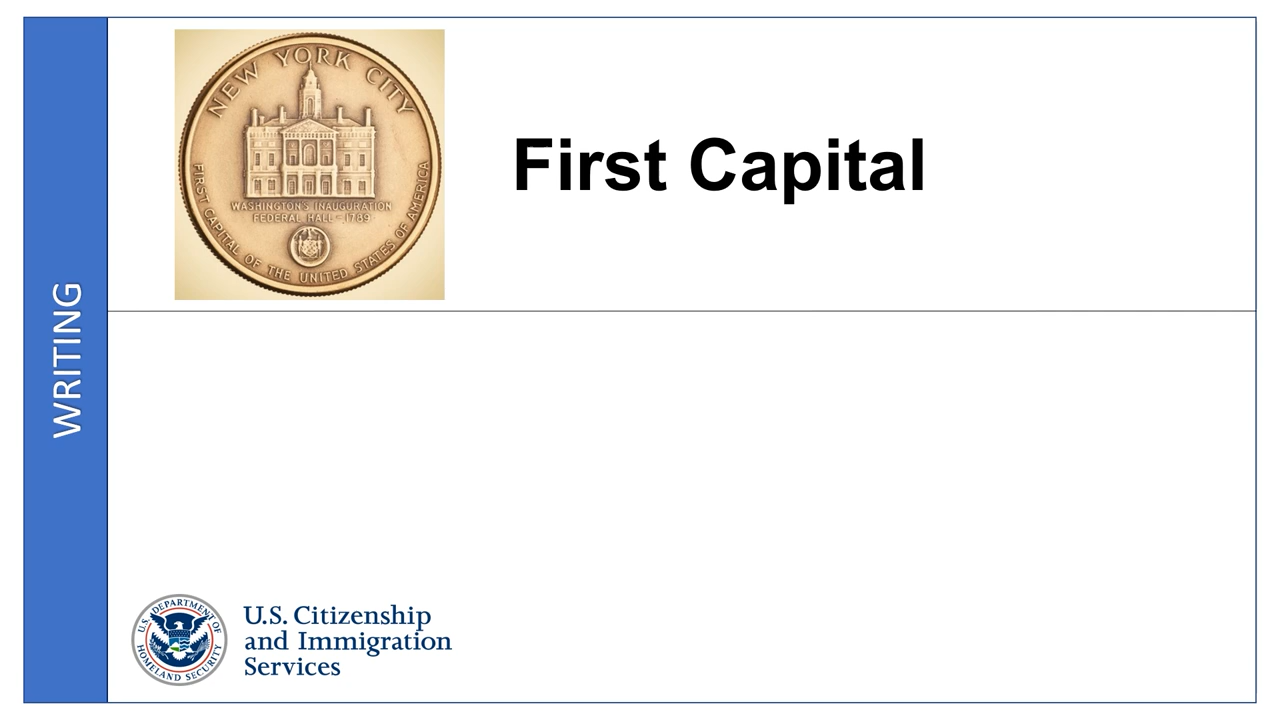 WRITING
NEW YORK CITY
WASHINGTON'S INAUGURATION
FEDERAL HALL - 1789
FIRST CAPITAL OF THE UNITED STATES OF AMERICA
First Capital
U.S. DEPARTMENT OF
HOMELAND SECURITY
U.S. Citizenship
and Immigration
Services